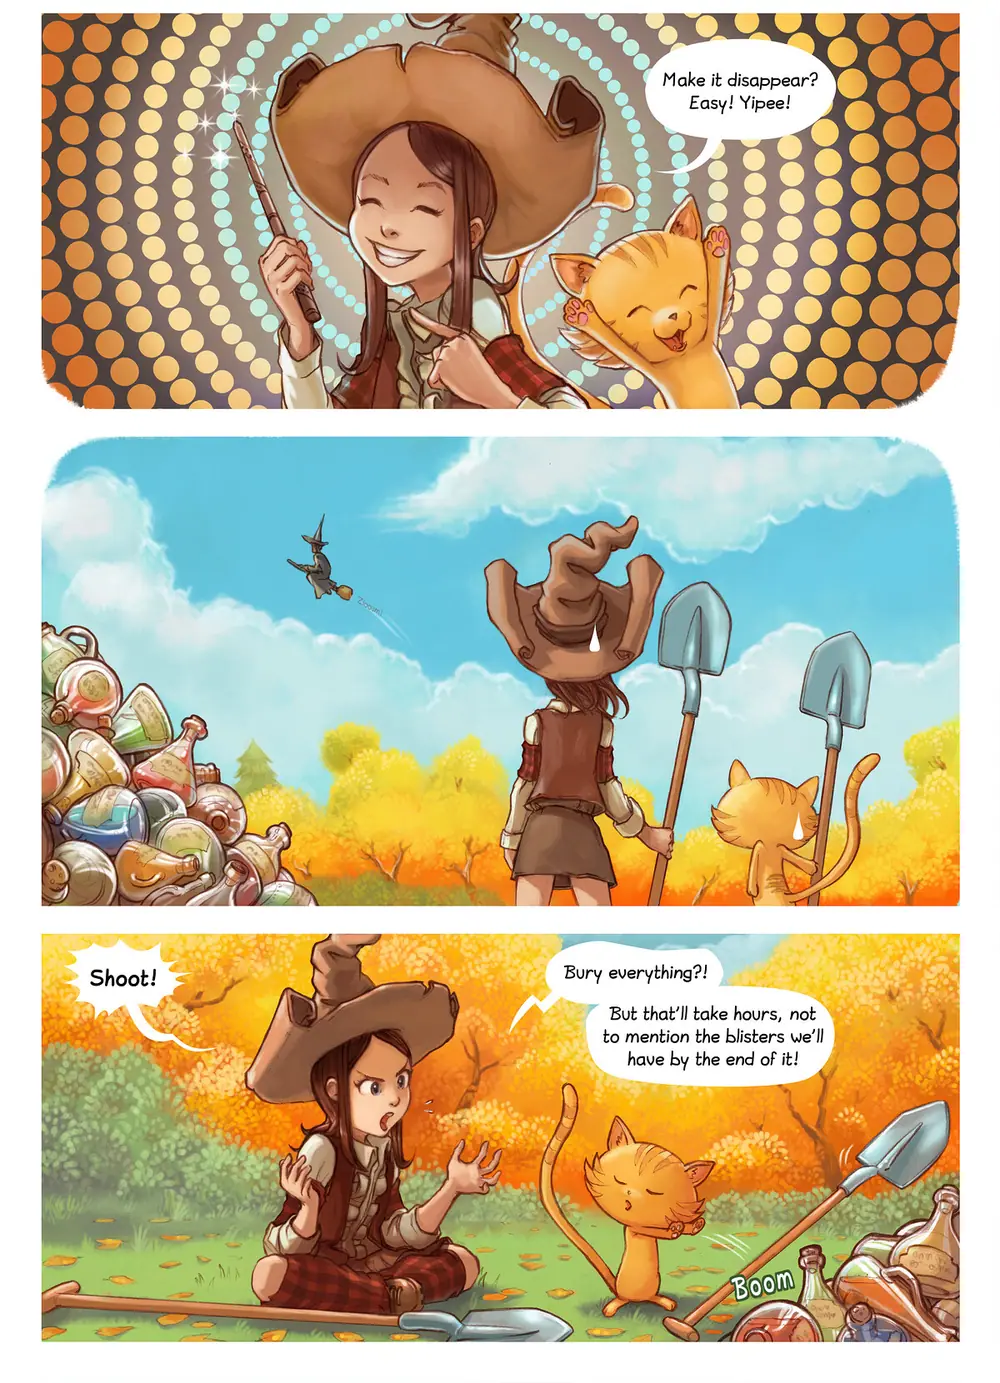 Make it disappear?
Easy! Yipee!
Zioouu
Shoot!
Bury everything?!
But that'll take hours, not
to mention the blisters we'll
have by the end of it!
Boom